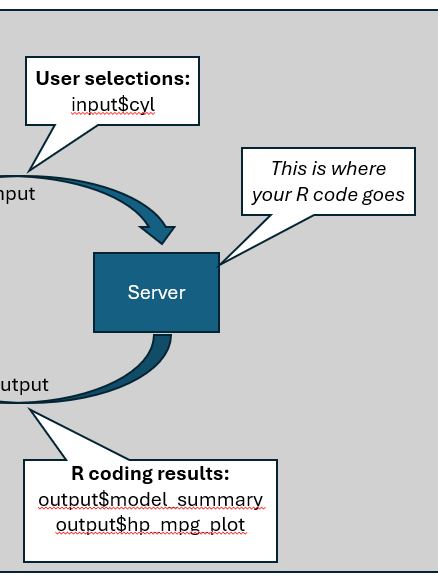 User selections:
input$cyl
This is where
your R code goes
nput
Server
utput
R coding results:
output$model_summary
output$hp_mpg_plot